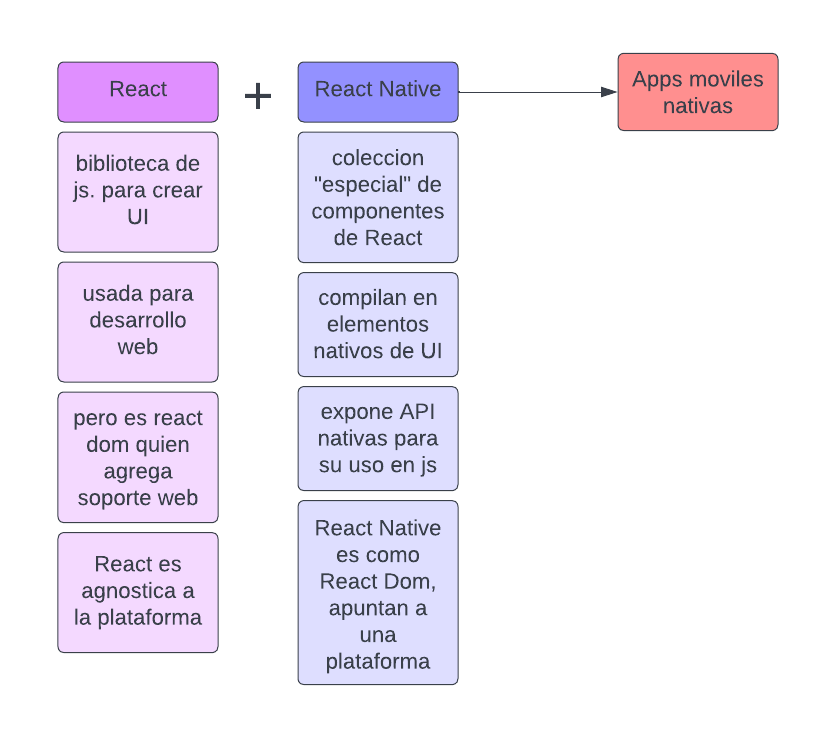 React
+
React Native
Apps moviles
nativas
biblioteca de
js. para crear
UI
usada para
desarrollo
web
pero es react
dom quien
agrega
soporte web
React es
agnostica a
la plataforma
coleccion
"especial" de
componentes
de React
compilan en
elementos
nativos de UI
expone API
nativas para
su uso en js
React Native
es como
React Dom,
apuntan a
una
plataforma